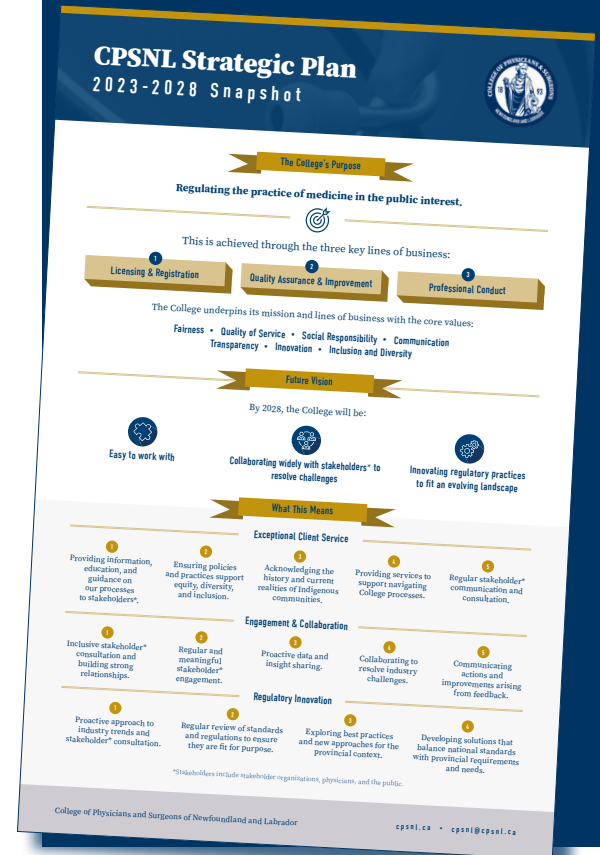 CPSNL Strategic Plan
2023-2028 Snapshot
COLLEGE OF PHYSICIANS & SURGEONS
18 93
NEWFOUNDLAND AND LABRADOR
The College's Purpose
Regulating the practice of medicine in the public interest.
This is achieved through the three key lines of business:
1
Licensing & Registration
2
Quality Assurance & Improvement
3
Professional Conduct
The College underpins its mission and lines of business with the core values:
Fairness • Quality of Service • Social Responsibility • Communication
Transparency • Innovation • Inclusion and Diversity
Future Vision
By 2028, the College will be:
Easy to work with
Collaborating widely with stakeholders* to
resolve challenges
Innovating regulatory practices
to fit an evolving landscape
What This Means
Exceptional Client Service
1
Providing information,
education, and
guidance on
our processes
to stakeholders*.
2
Ensuring policies
and practices support
equity, diversity,
and inclusion.
3
Acknowledging the
history and current
realities of Indigenous
communities.
4
Providing services to
support navigating
College processes.
5
Regular stakeholder*
communication and
consultation.
Engagement & Collaboration
1
Inclusive stakeholder*
consultation and
building strong
relationships.
2
Regular and
meaningful
stakeholder*
engagement.
3
Proactive data and
insight sharing.
4
Collaborating to
resolve industry
challenges.
5
Communicating
actions and
improvements arising
from feedback.
Regulatory Innovation
1
Proactive approach to
industry trends and
stakeholder* consultation.
2
Regular review of standards
and regulations to ensure
they are fit for purpose.
3
Exploring best practices
and new approaches for the
provincial context.
4
Developing solutions that
balance national standards
with provincial requirements
and needs.
*Stakeholders include stakeholder organizations, physicians, and the public.
College of Physicians and Surgeons of Newfoundland and Labrador
cpsnl.ca • cpsnl@cpsnl.ca